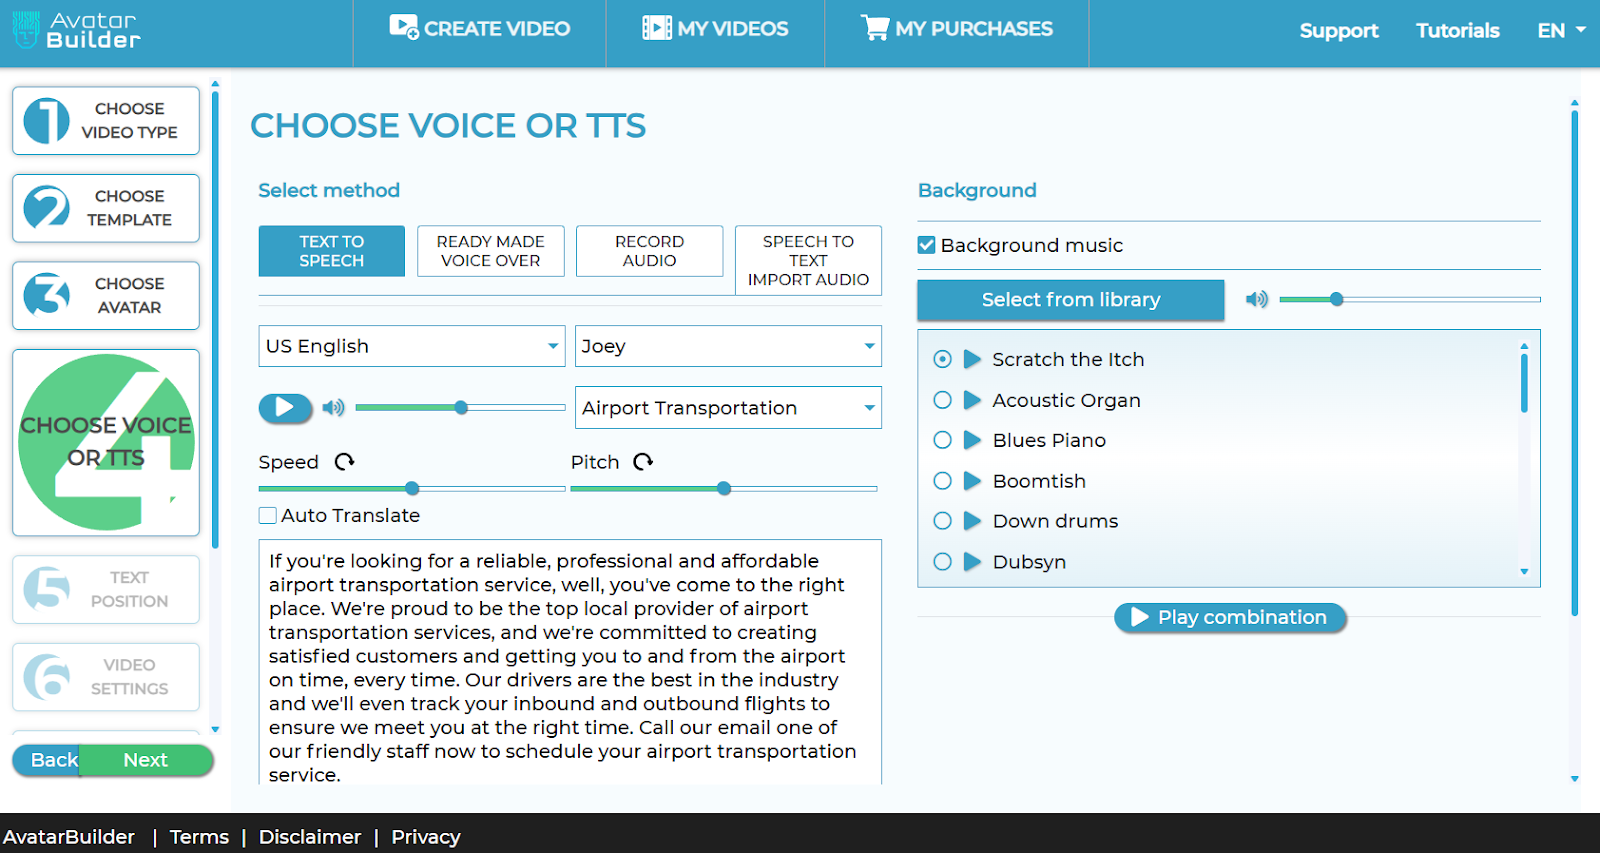 Avatar
Builder
CREATE VIDEO
MY VIDEOS
MY PURCHASES
Support
Tutorials
EN
1
CHOOSE
VIDEO TYPE
2
CHOOSE
TEMPLATE
3
CHOOSE
AVATAR
4
CHOOSE VOICE
OR TTS
5
TEXT
POSITION
6
VIDEO
SETTINGS
Back
Next
CHOOSE VOICE OR TTS
Select method
TEXT TO
SPEECH
READY MADE
VOICE OVER
RECORD
AUDIO
SPEECH TO
TEXT
IMPORT AUDIO
US English
Joey
Airport Transportation
Speed
Pitch
Auto Translate
If you're looking for a reliable, professional and affordable
airport transportation service, well, you've come to the right
place. We're proud to be the top local provider of airport
transportation services, and we're committed to creating
satisfied customers and getting you to and from the airport
on time, every time. Our drivers are the best in the industry
and we'll even track your inbound and outbound flights to
ensure we meet you at the right time. Call our email one of
our friendly staff now to schedule your airport transportation
service.
Background
Background music
Select from library
Scratch the Itch
Acoustic Organ
Blues Piano
Boomtish
Down drums
Dubsyn
Play combination
AvatarBuilder | Terms | Disclaimer | Privacy